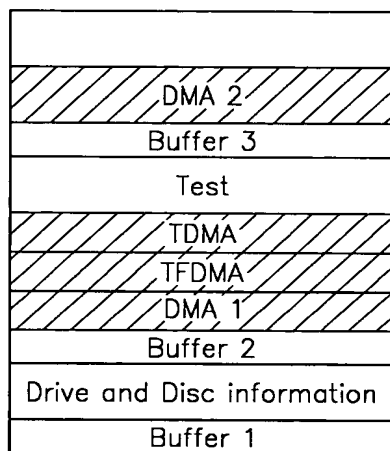 DMA 2
Buffer 3
Test
TDMA
TFDMA
DMA 1
Buffer 2
Drive and Disc information
Buffer 1